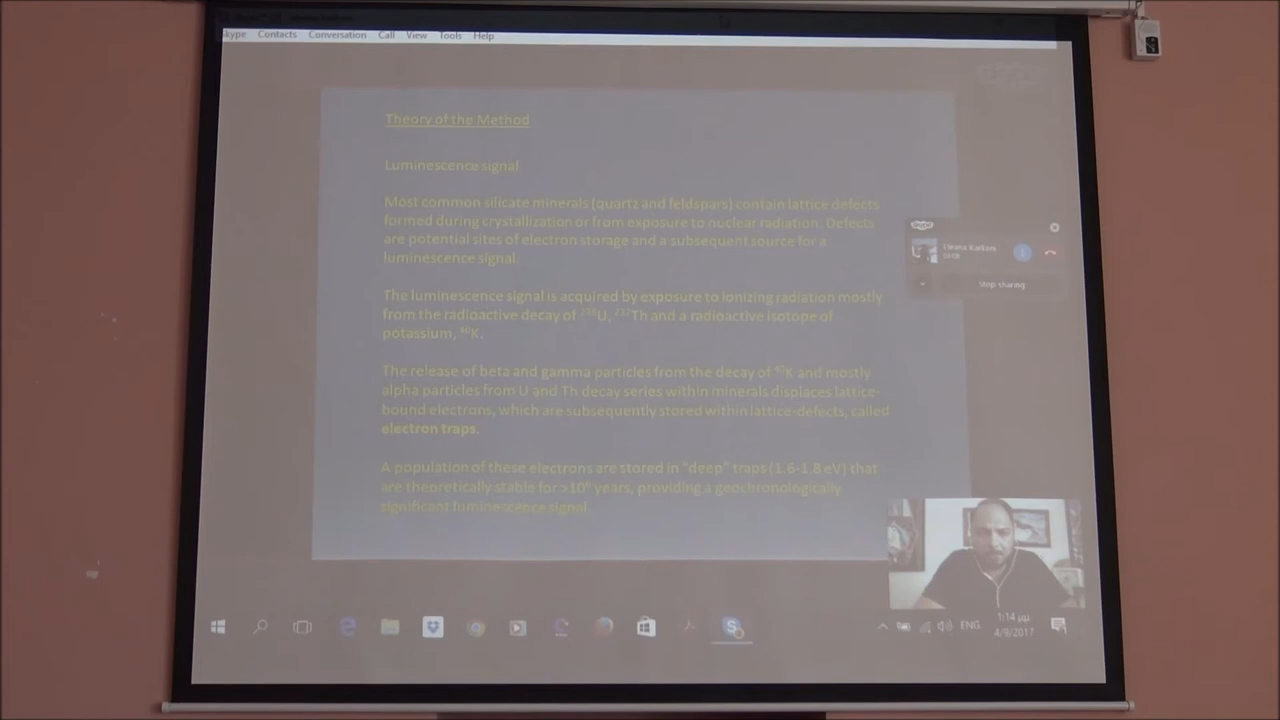 Skype Contacts Conversation Call View Tools Help
Theory of the Method
Luminescence signal
Most common silicate minerals (quartz and feldspars) contain lattice defects
formed during crystallization or from exposure to nuclear radiation. Defects
are potential sites of electron storage and a subsequent source for a
luminescence signal.
The luminescence signal is acquired by exposure to ionizing radiation mostly
from the radioactive decay of ²³⁸U, ²³²Th and a radioactive isotope of
potassium, ⁴⁰K.
The release of beta and gamma particles from the decay of ⁴⁰K and mostly
alpha particles from U and Th decay series within minerals displaces lattice-
bound electrons, which are subsequently stored within lattice-defects, called
electron traps.
A population of these electrons are stored in "deep" traps (1.6-1.8 eV) that
are theoretically stable for >10⁶ years, providing a geochronologically
significant luminescence signal
Stop sharing
ENG
1:14 μμ
4/9/2017